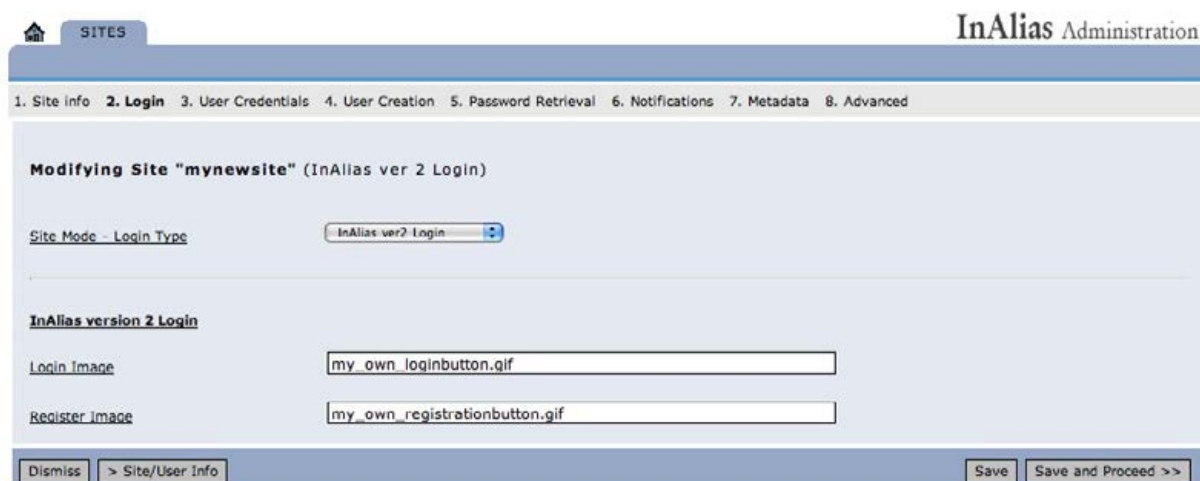 SITES
InAlias Administration
1. Site info 2. Login 3. User Credentials 4. User Creation 5. Password Retrieval 6. Notifications 7. Metadata 8. Advanced
Modifying Site "mynewsite" (InAlias ver 2 Login)
Site Mode - Login Type
InAlias ver2 Login
InAlias version 2 Login
Login Image
my_own_loginbutton.gif
Register Image
my_own_registrationbutton.gif
Dismiss > Site/User Info Save Save and Proceed >>